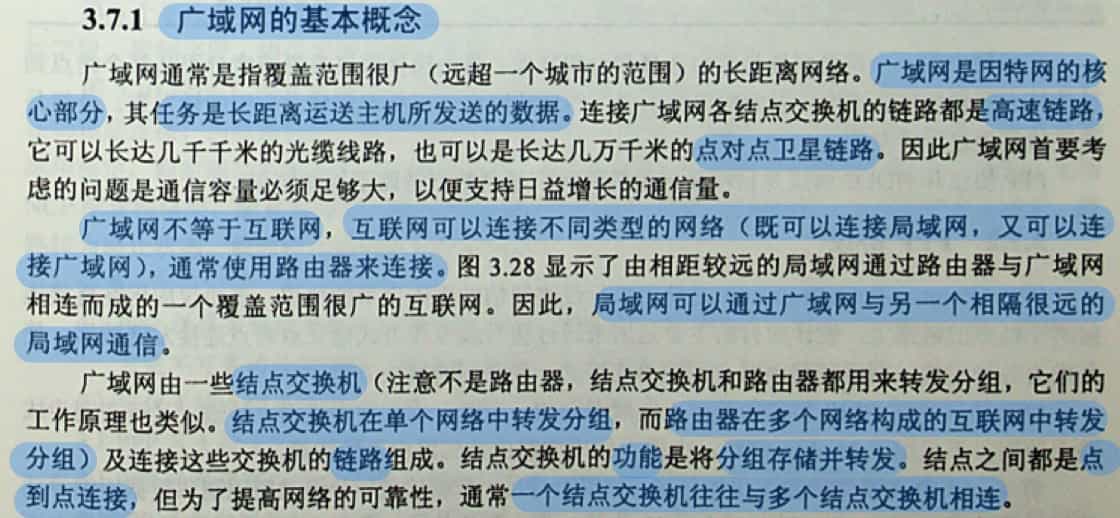 3.7.1 广域网的基本概念
广域网通常是指覆盖范围很广（远超一个城市的范围）的长距离网络。广域网是因特网的核
心部分，其任务是长距离运送主机所发送的数据。连接广域网各结点交换机的链路都是高速链路，
它可以长达几千千米的光缆线路，也可以是长达几万千米的点对点卫星链路。因此广域网首要考
虑的问题是通信容量必须足够大，以便支持日益增长的通信量。
广域网不等于互联网，互联网可以连接不同类型的网络（既可以连接局域网，又可以连
接广域网），通常使用路由器来连接。图 3.28 显示了由相距较远的局域网通过路由器与广域网
相连而成的一个覆盖范围很广的互联网。因此，局域网可以通过广域网与另一个相隔很远的
局域网通信。
广域网由一些结点交换机（注意不是路由器，结点交换机和路由器都用来转发分组，它们的
工作原理也类似。结点交换机在单个网络中转发分组，而路由器在多个网络构成的互联网中转发
分组）及连接这些交换机的链路组成。结点交换机的功能是将分组存储并转发。结点之间都是点
到点连接，但为了提高网络的可靠性，通常一个结点交换机往往与多个结点交换机相连。